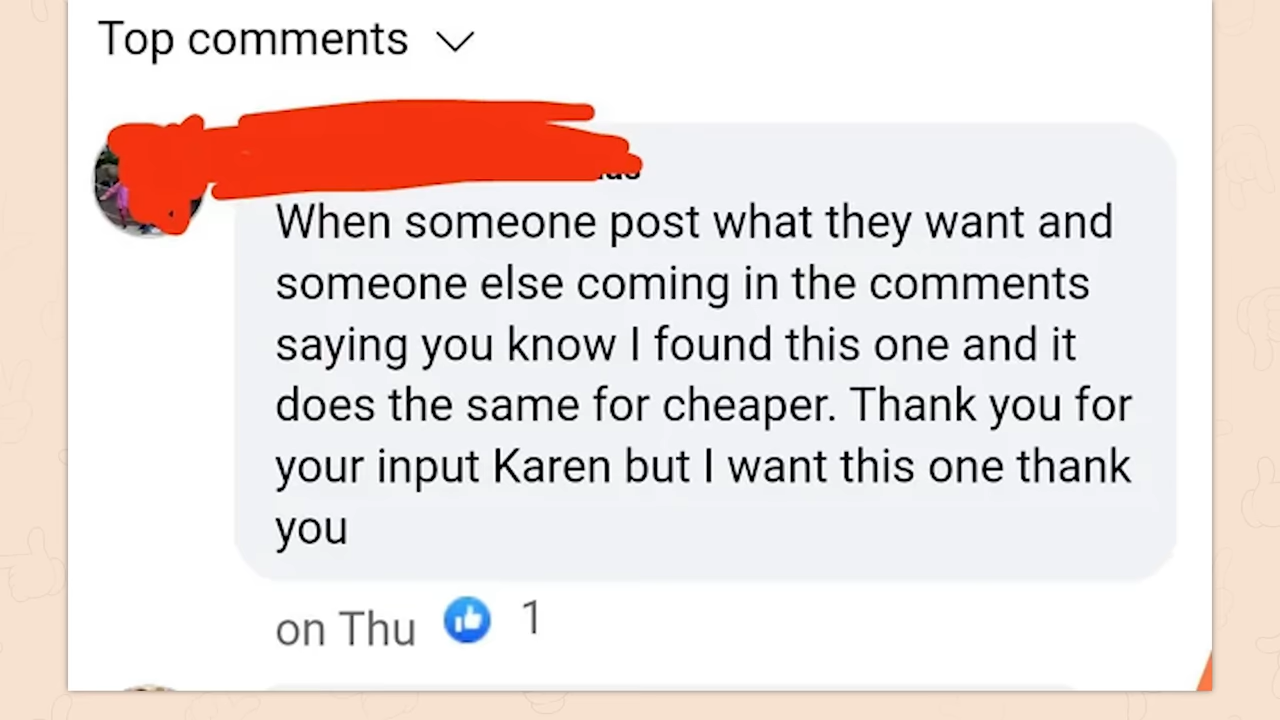 Top comments
When someone post what they want and
someone else coming in the comments
saying you know I found this one and it
does the same for cheaper. Thank you for
your input Karen but I want this one thank
you
on Thu 1